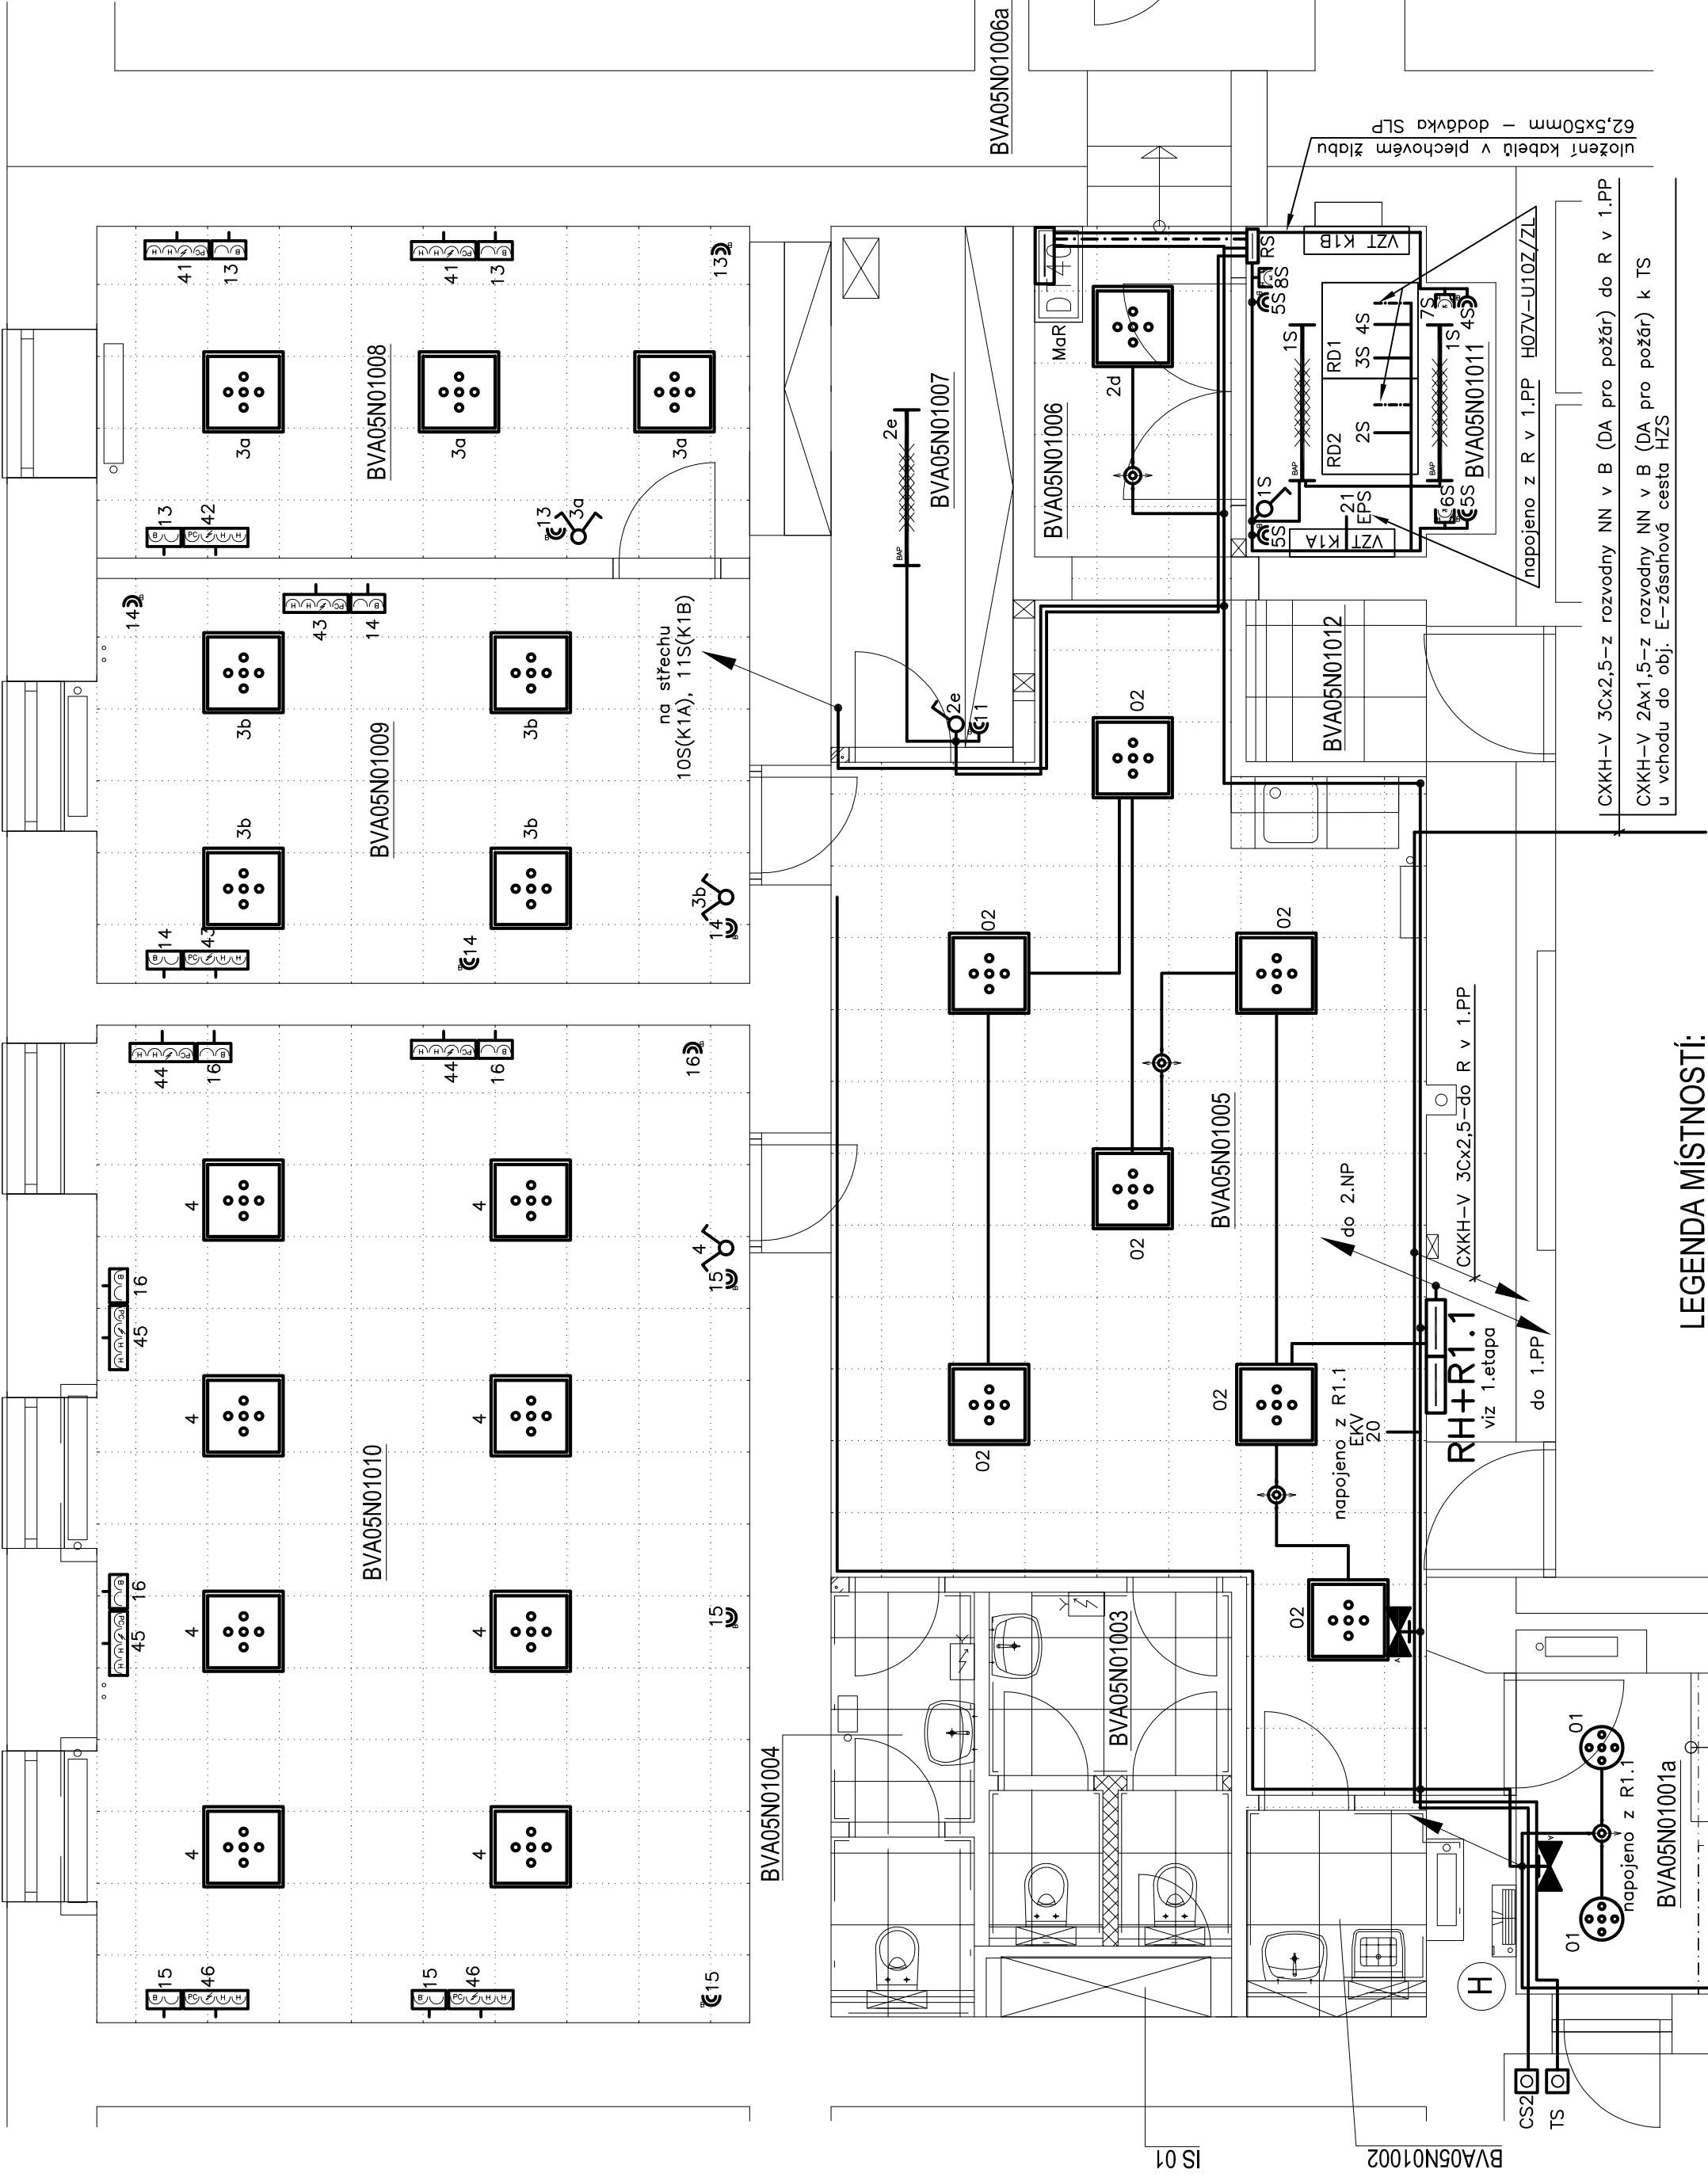 BVA05N01006a
uložení kabelů v plechovém žlabu
62,5x50mm – dodávka SLP
41
13
41
13
13
3a
3a
3a
BVA05N01008
13
42
13
3a
14
43
14
3b
3b
3b
3b
BVA05N01009
14
43
14
3b
14
na střechu
10S(K1A), 11S(K1B)
2e
BAP
BVA05N01007
2e
11
MaR
2d
BVA05N01006
RS
8S
5S
VZT K1B
1S
RD1
4S
3S
7S
4S
1S
RD2
2S
BAP
BAP
BVA05N01011
1S
5S
VZT K1A
21
EPS
6S
5S
H07V–U10Z/ZL
napojeno z R v 1.PP
CXKH–V 3Cx2,5–z rozvodny NN v B (DA pro požár) do R v 1.PP
CXKH–V 2Ax1,5–z rozvodny NN v B (DA pro požár) k TS
u vchodu do obj. E–zásahová cesta HZS
BVA05N01012
02
02
02
02
02
02
02
BVA05N01005
do 2.NP
CXKH–V 3Cx2,5–do R v 1.PP
RH+R1.1
viz 1.etapa
do 1.PP
napojeno z R1.1
EKV
20
44
16
44
16
16
4
4
4
4
4
4
4
4
16
45
16
45
BVA05N01010
4
15
15
15
46
15
46
15
BVA05N01004
BVA05N01003
01
01
napojeno z R1.1
BVA05N01001a
H
CS2
TS
IS 01
BVA05N01002
LEGENDA MÍSTNOSTÍ: